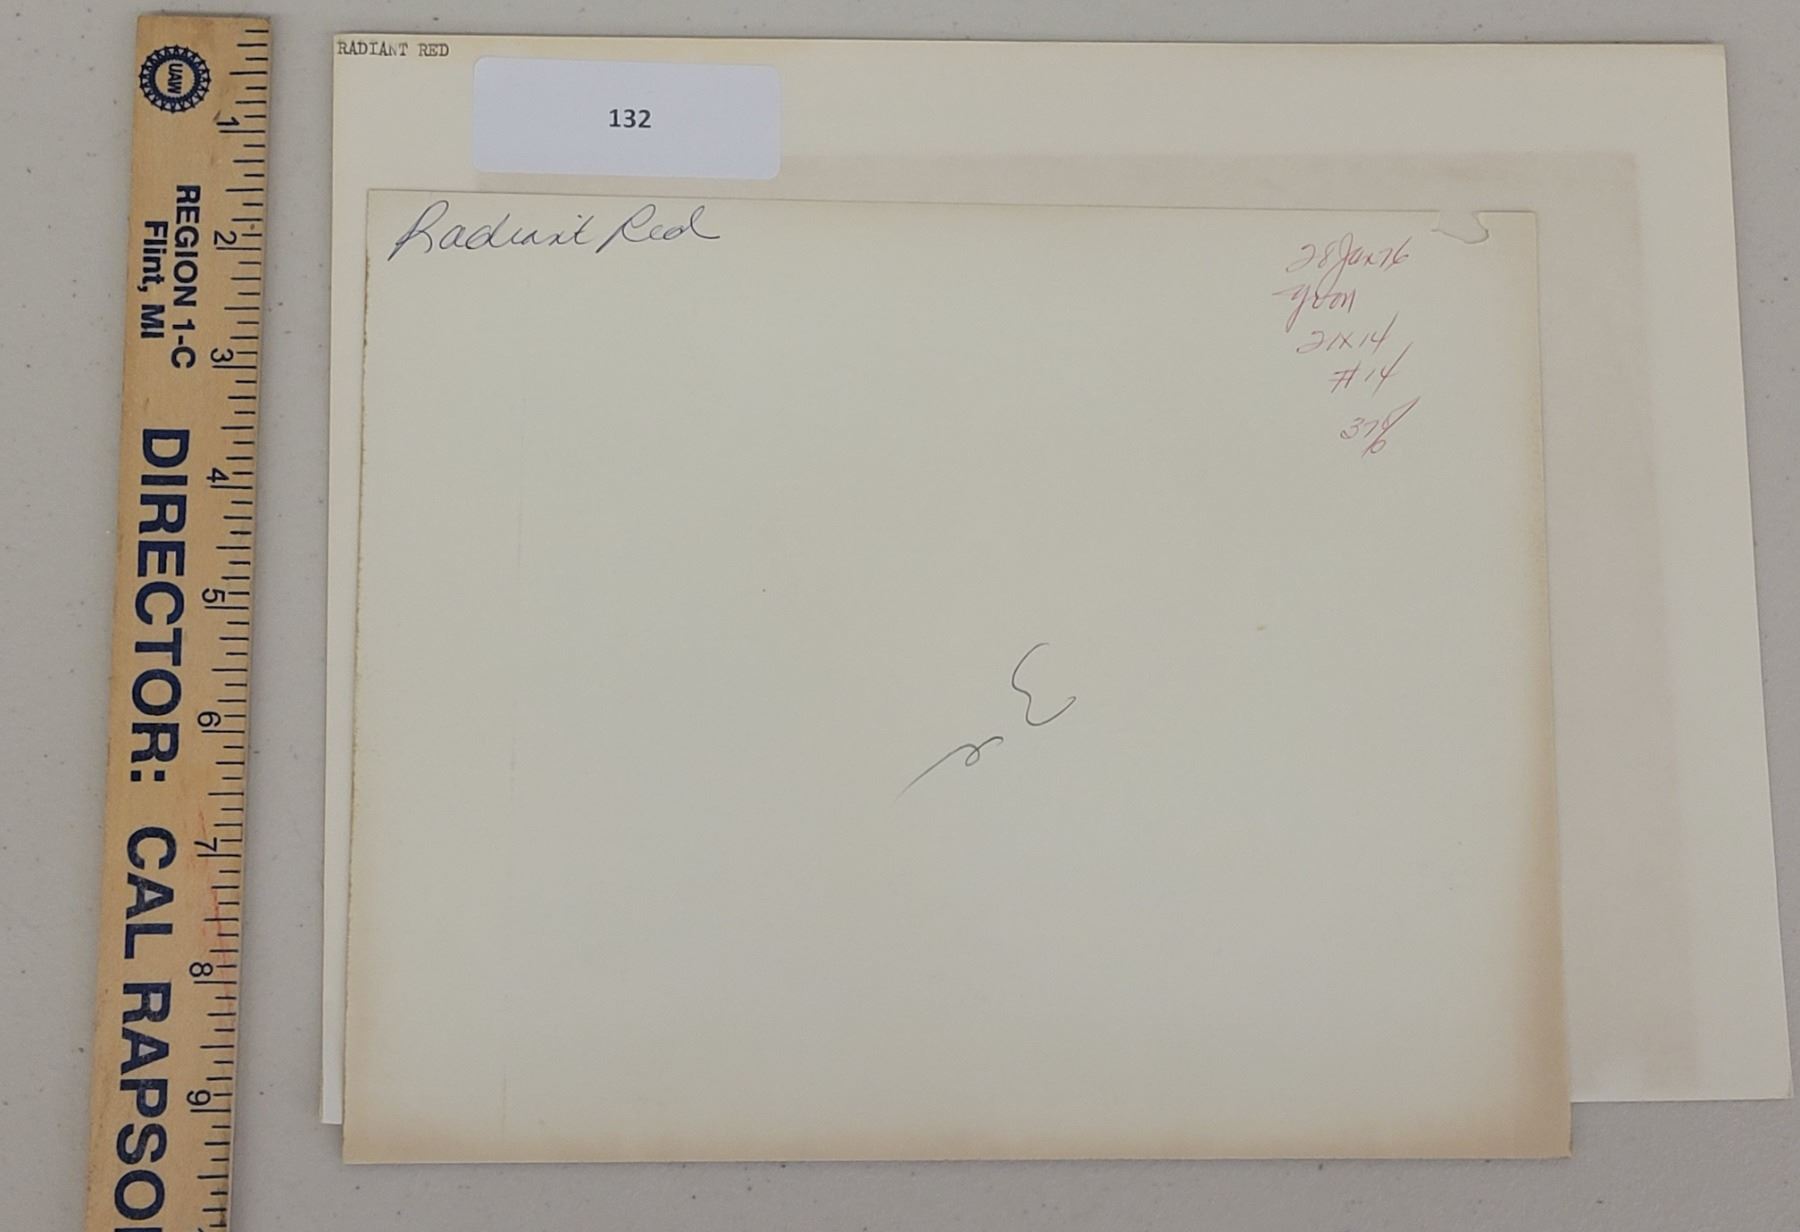 UAW
REGION 1-C
Flint, MI
DIRECTOR: CAL RAPSO
1
2
3
4
5
6
7
8
9
RADIANT RED
132
Radiant Red
28 Jan 76
21x14
#14